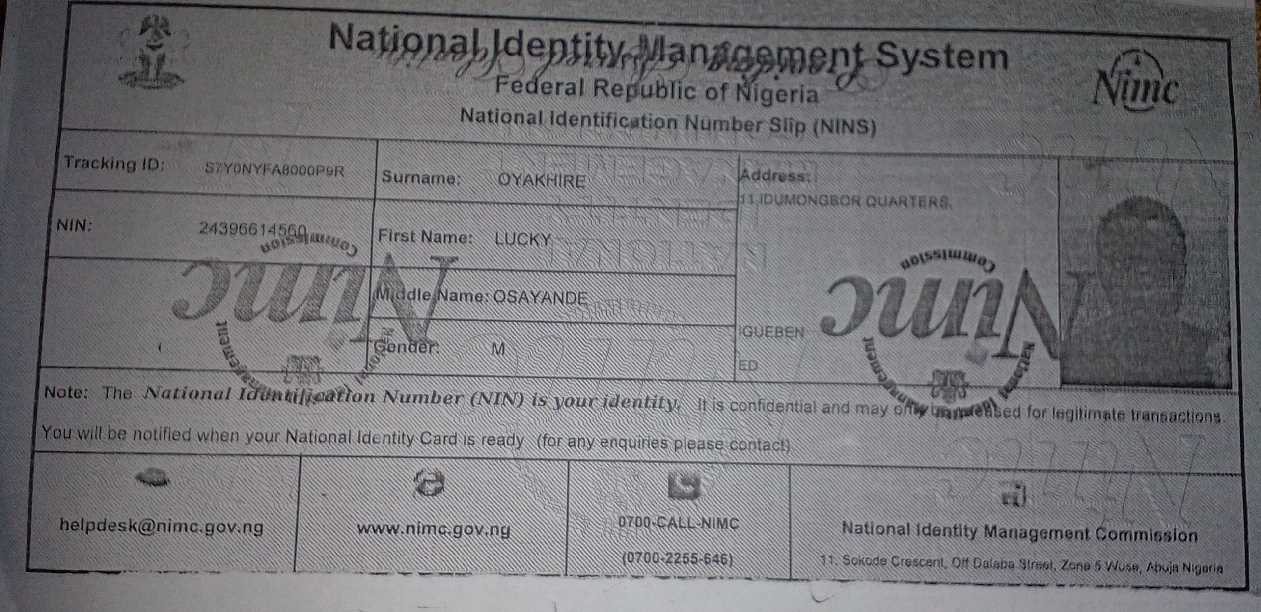 National Identity Management System
Federal Republic of Nigeria
National Identification Number Slip (NINS)
Nimc
Tracking ID: S7Y0NYFA8000P9R
Surname: OYAKHIRE
Address:
11,IDUMONGBOR QUARTERS,
NIN: 24396614560
First Name: LUCKY
Middle Name: OSAYANDE
IGUEBEN
Gender: M
ED
Commission
Nimc
National Management
Commission
Nimc
National Management
Note: The National Identification Number (NIN) is your identity. It is confidential and may only be released for legitimate transactions.
You will be notified when your National Identity Card is ready (for any enquiries please contact)
helpdesk@nimc.gov.ng
www.nimc.gov.ng
0700-CALL-NIMC
(0700-2255-646)
National Identity Management Commission
11, Sokode Crescent, Off Dalaba Street, Zone 5 Wuse, Abuja Nigeria